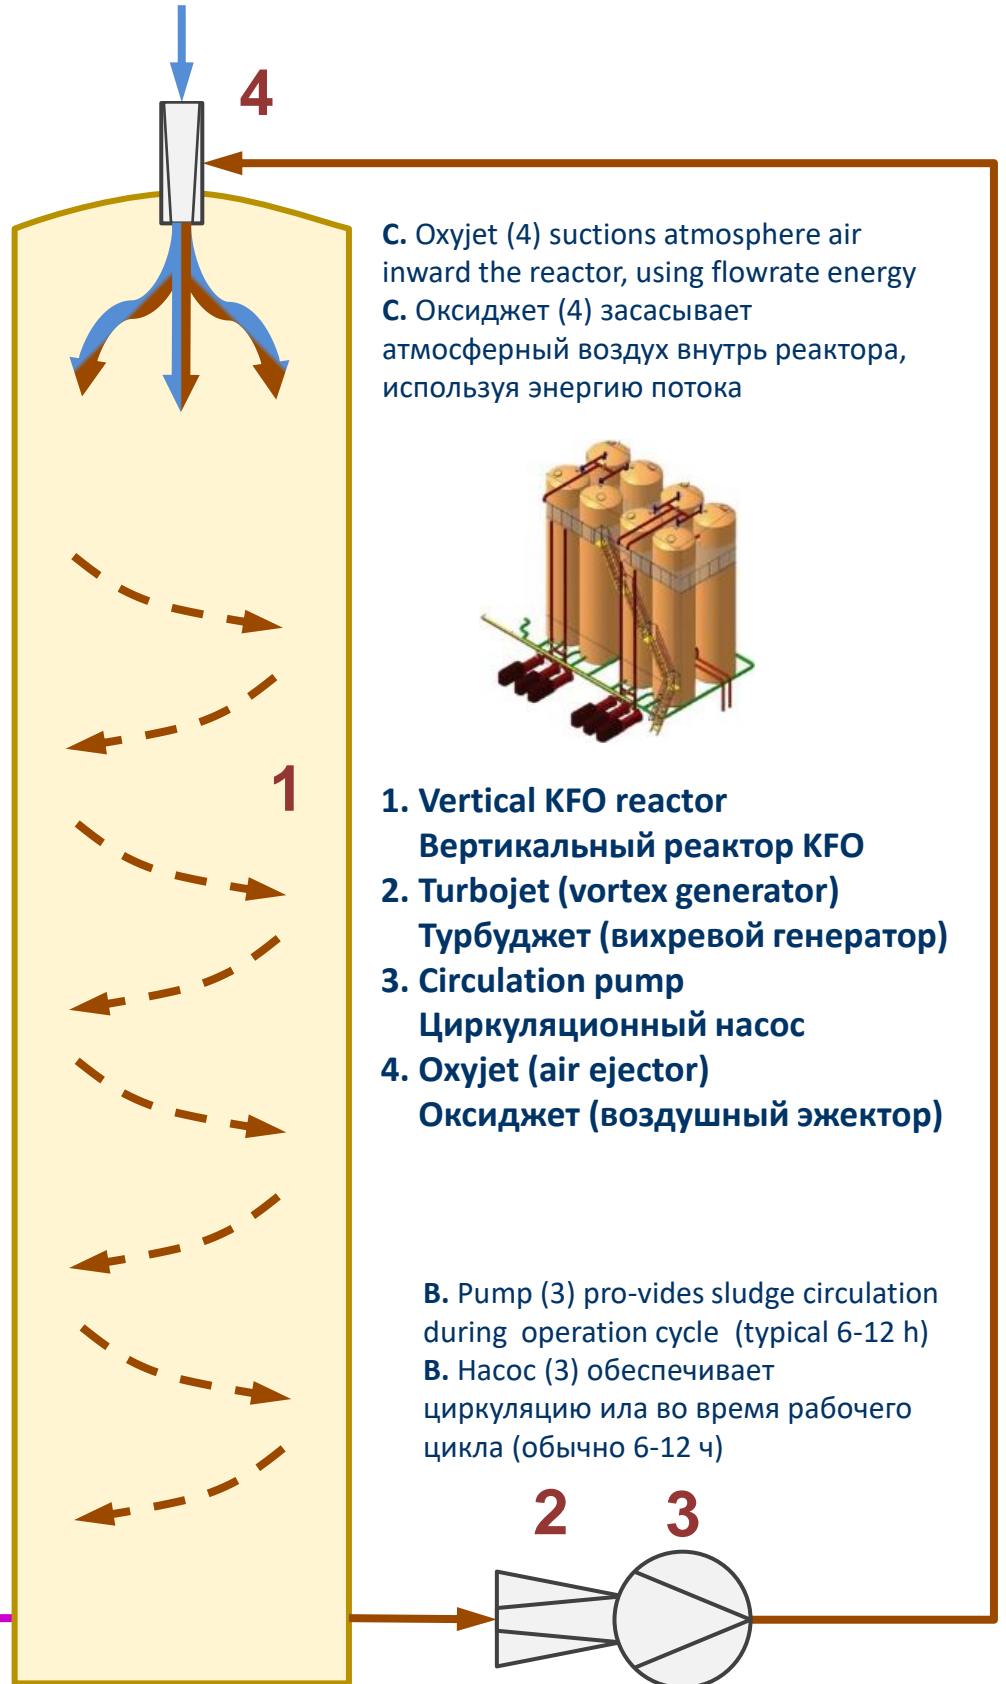 4
C. Oxyjet (4) suctions atmosphere air
inward the reactor, using flowrate energy
C. Оксиджет (4) засасывает
атмосферный воздух внутрь реактора,
используя энергию потока
1
1. Vertical KFO reactor
Вертикальный реактор KFO
2. Turbojet (vortex generator)
Турбуджет (вихревой генератор)
3. Circulation pump
Циркуляционный насос
4. Oxyjet (air ejector)
Оксиджет (воздушный эжектор)
B. Pump (3) pro-vides sludge circulation
during operation cycle (typical 6-12 h)
B. Насос (3) обеспечивает
циркуляцию ила во время рабочего
цикла (обычно 6-12 ч)
2 3